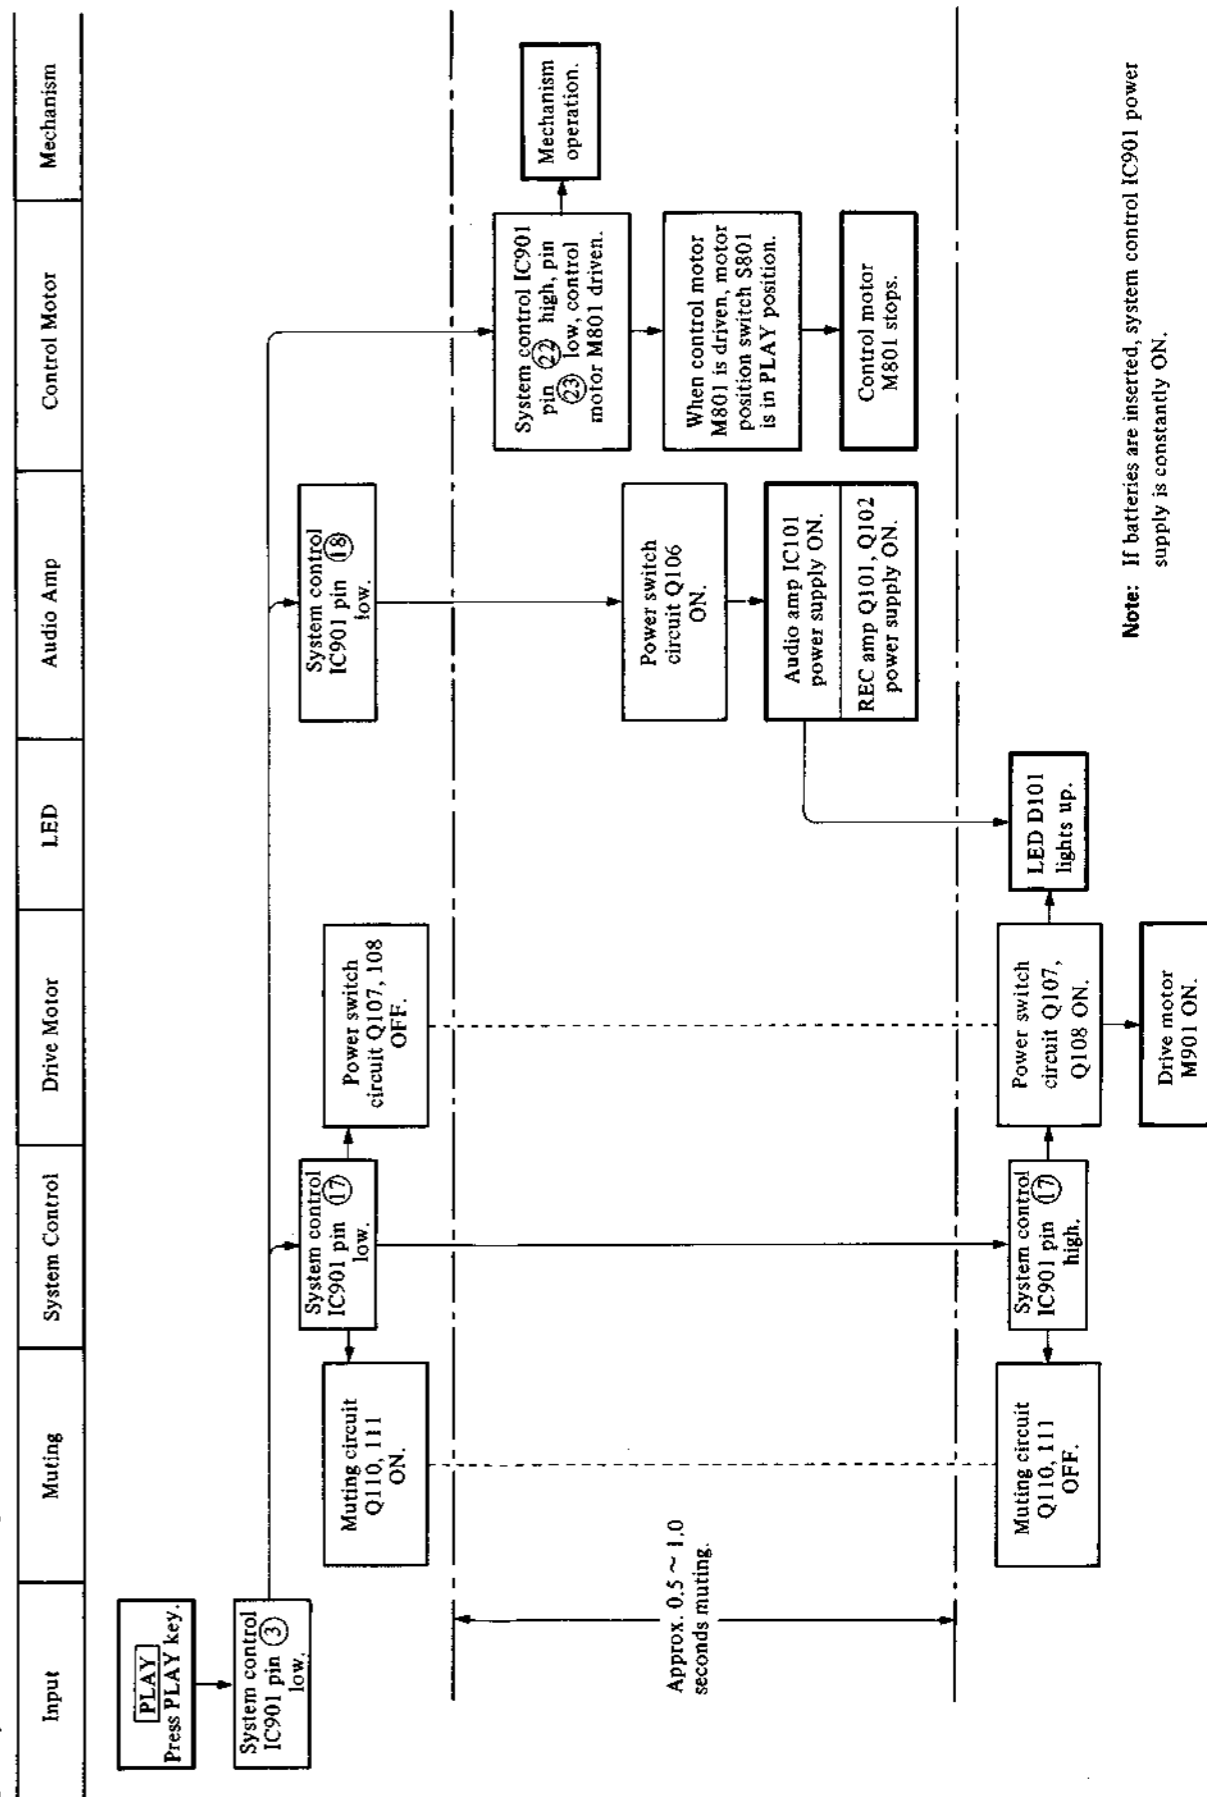 Input
Muting
System Control
Drive Motor
LED
Audio Amp
Control Motor
Mechanism
PLAY
Press PLAY key.
System control
IC901 pin ③
low.
Muting circuit
Q110, 111
ON.
System control
IC901 pin ⑰
low.
Power switch
circuit Q107, 108
OFF.
System control
IC901 pin ⑱
low.
System control IC901
pin ㉒ high, pin
㉓ low, control
motor M801 driven.
Mechanism
operation.
Approx. 0.5 ~ 1.0
seconds muting.
Power switch
circuit Q106
ON.
When control motor
M801 is driven, motor
position switch S801
is in PLAY position.
Audio amp IC101
power supply ON.
REC amp Q101, Q102
power supply ON.
Control motor
M801 stops.
Muting circuit
Q110, 111
OFF.
System control
IC901 pin ⑰
high.
Power switch
circuit Q107,
Q108 ON.
LED D101
lights up.
Drive motor
M901 ON.
Note: If batteries are inserted, system control IC901 power
supply is constantly ON.